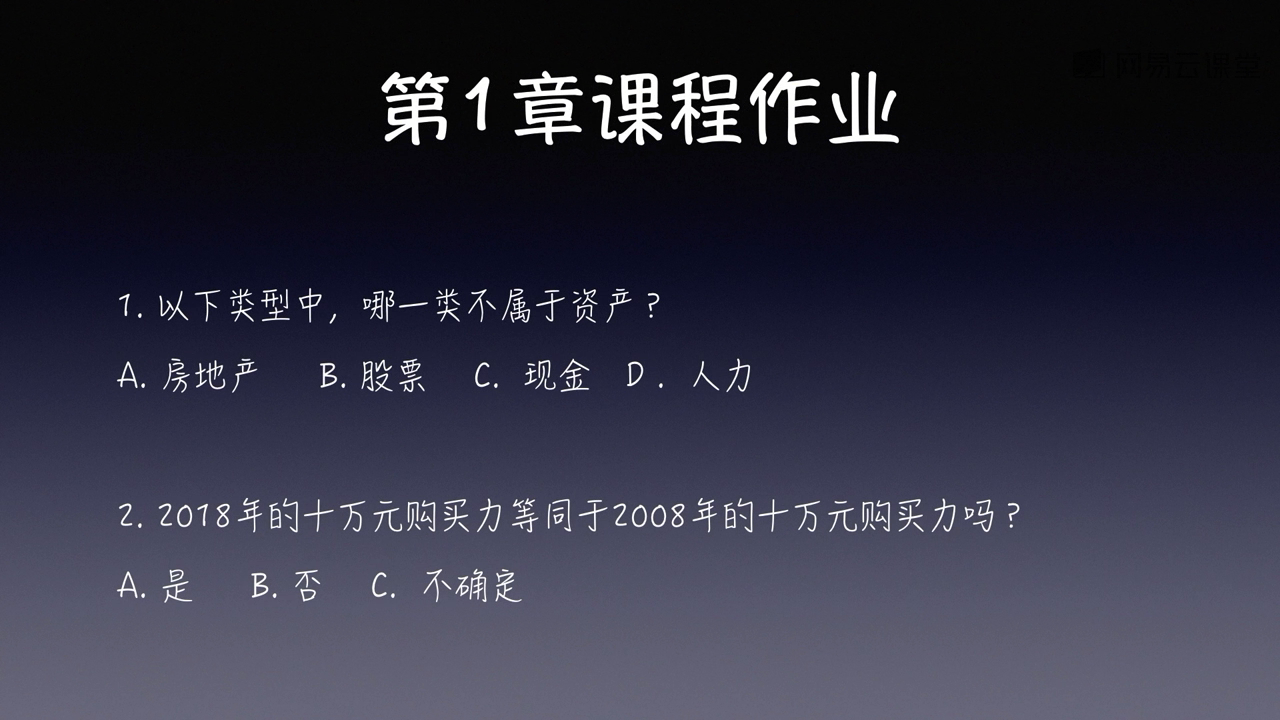 网易云课堂
第1章课程作业
1. 以下类型中，哪一类不属于资产？
A. 房地产 B. 股票 C. 现金 D. 人力
2. 2018年的十万元购买力等同于2008年的十万元购买力吗？
A. 是 B. 否 C. 不确定